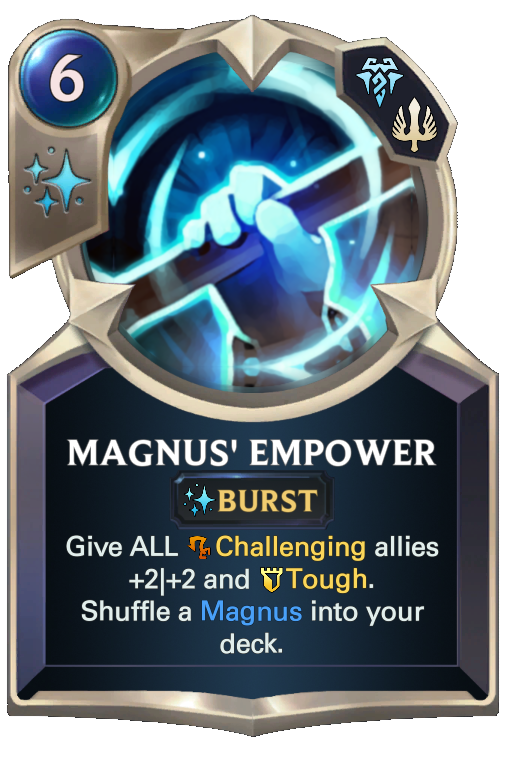 6
MAGNUS' EMPOWER
BURST
Give ALL Challenging allies
+2|+2 and Tough.
Shuffle a Magnus into your
deck.